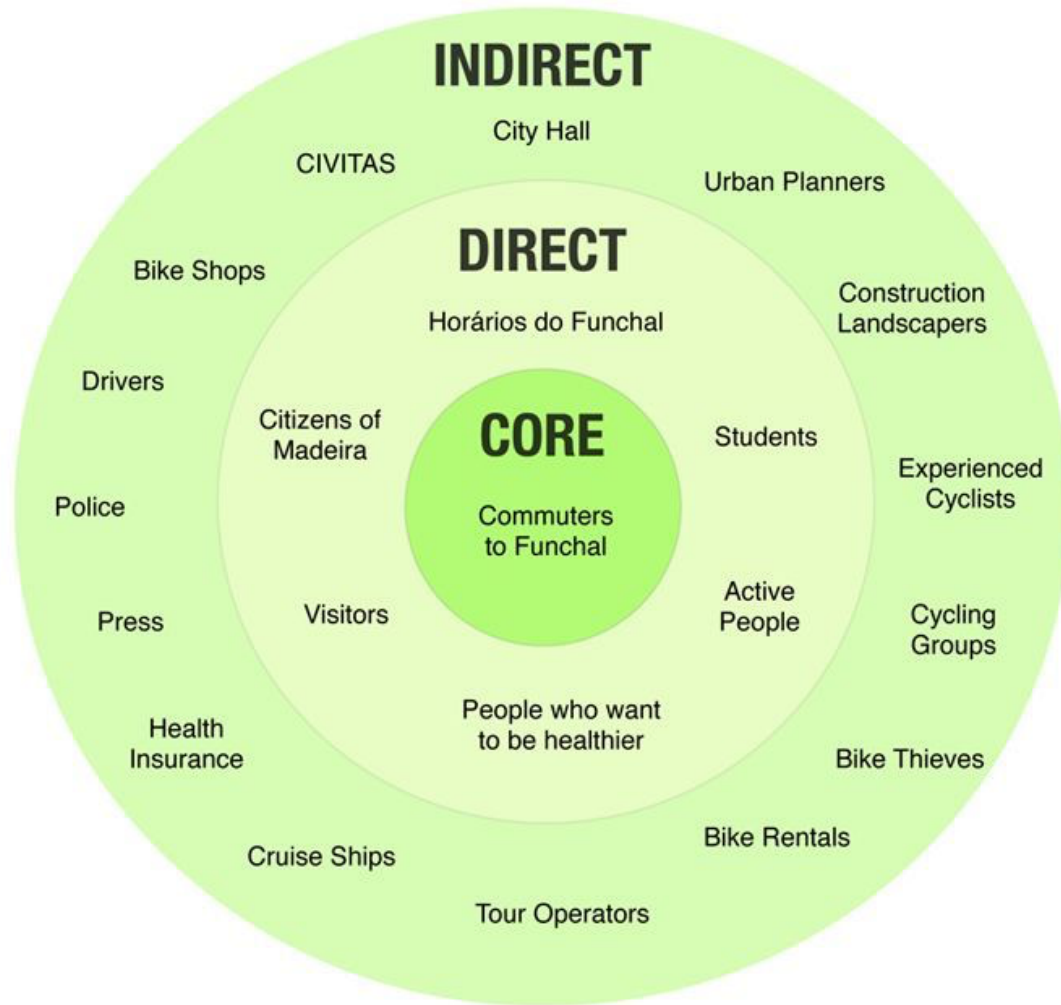 INDIRECT
City Hall
CIVITAS
Urban Planners
Bike Shops
Construction
Landscapers
Drivers
Experienced
Cyclists
Police
Press
Cycling
Groups
Health
Insurance
Bike Thieves
Bike Rentals
Cruise Ships
Tour Operators
DIRECT
Horários do Funchal
Citizens of
Madeira
Students
Visitors
Active
People
People who want
to be healthier
CORE
Commuters
to Funchal